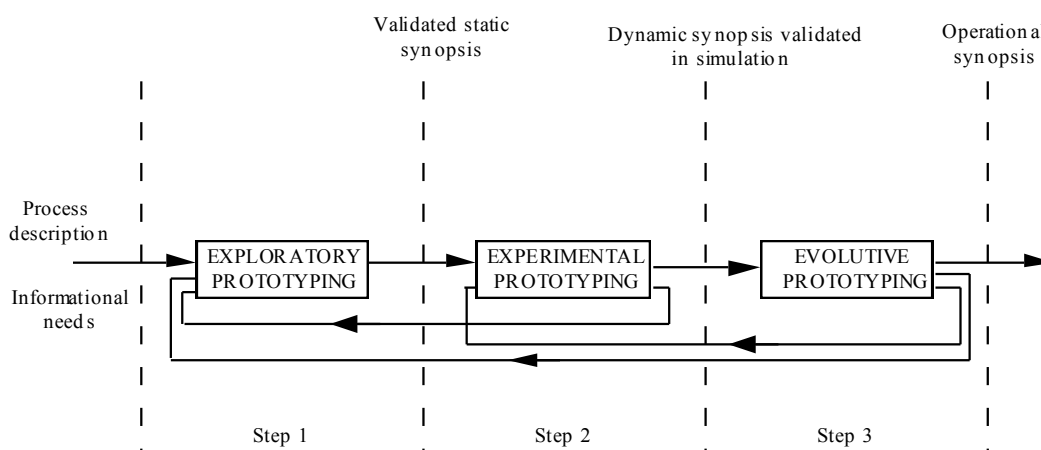 Validated static
synopsis
Dynamic synopsis validated
in simulation
Operational
synopsis
Process
description
Informational
needs
EXPLORATORY
PROTOTYPING
EXPERIMENTAL
PROTOTYPING
EVOLUTIVE
PROTOTYPING
Step 1
Step 2
Step 3